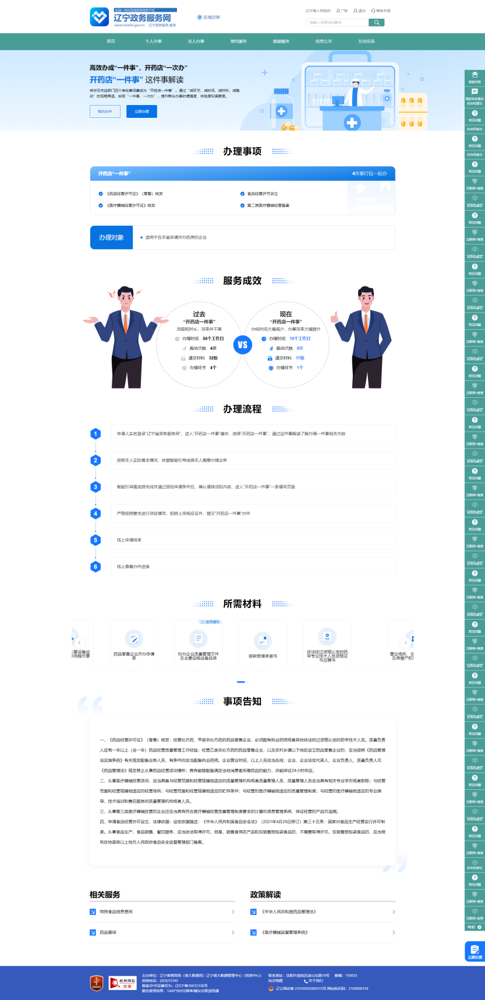 全国一体化在线政务服务平台
辽宁政务服务网
www.lnzwfw.gov.cn 辽宁政务服务.政务
区域切换
辽宁省人民政府 **哲 退出 帮助手册
请输入您想找的服务
首页 个人办事 法人办事 便民服务 数据服务 信息公开 互动交流
高效办成“一件事”，开药店“一次办”
开药店“一件事” 这件事解读
将涉及市监部门四个审批事项集成为“开药店一件事”。通过“减环节、减时间、减材料、减跑
动”的流程再造，实现“一件事、一次办”，提升群众办事的便捷度、体验度和满意度。
我的办件 立即办理
办理事项
开药店“一件事” 4件事打包一起办
《药品经营许可证》（零售）核发 食品经营许可设立
《医疗器械经营许可证》核发 第二类医疗器械经营备案
办理对象 适用于在本省申请开办药房的企业
服务成效
过去
“开药店一件事”
流程耗时长、效率并不高
办理时间 56个工作日
跑动次数 4次
递交材料 32份
办理环节 4个
VS
现在
“开药店一件事”
办结时间大幅减少，办事效率大幅提升
办理时间 10个工作日
跑动次数 0次
递交材料 17份
办理环节 1个
办理流程
1 申请人实名登录“辽宁省政务服务网”，进入“开药店一件事”模块，选择“开药店一件事”，通过这件事解读了解办理一件事相关内容
2 按照本人实际需求情况，依据智能引导选择本人需要办理业务
3 智能引导需选择完成并通过预检申请条件后，确认填报须知内容，进入“开药店一件事”一表填写页面
4 严格按照要求进行项目填写，拍照上传相应证件，提交“开药店一件事”办件
5 线上申请结束
6 线上查看办件进度
所需材料
适用情形
主要设备设
流程示意
药品零售企业开办申请
表
拟办企业质量管理文件
及主要设施设备目录
容缺受理承诺书
依法经过资格认定的药
学专业技术人员资格证
书及聘书
营业场所、仓
及房屋产权
事项告知
一、《药品经营许可证》（零售）核发：经营处方药、甲类非处方药的药品零售企业，必须配有执业药师或者其他依法经过资格认定的药学技术人员。质量负责
人应有一年以上（含一年）药品经营质量管理工作经验；经营乙类非处方药的药品零售企业，以及农村乡镇以下地区设立药品零售企业的，应当按照《药品管理
法实施条例》有关规定配备业务人员，有条件的应当配备执业药师。企业营业时间，以上人员应当在岗；企业、企业法定代表人、企业负责人、质量负责人无
《药品管理法》规定禁止从事药品经营活动情形；具有能够配备满足当地消费者所需药品的能力，并能保证24小时供应。
二、从事医疗器械经营活动，应当具备与经营范围和经营规模相适应的质量管理机构或者质量管理人员，质量管理人员应当具有相关专业学历或者职称；与经营
范围和经营规模相适应的经营场所；与经营范围和经营规模相适应的贮存条件；与经营的医疗器械相适应的质量管理制度；与经营的医疗器械相适应的专业指
导、技术培训和售后服务的质量管理机构或者人员。
三、从事第三类医疗器械经营的企业还应当具有符合医疗器械经营质量管理制度要求的计算机信息管理系统，保证经营的产品可追溯。
四、申请食品经营许可设立，法律依据：设定依据描述：《中华人民共和国食品安全法》（2021年4月29日修订）第三十五条：国家对食品生产经营实行许可制
度。从事食品生产、食品销售、餐饮服务，应当依法取得许可。但是，销售食用农产品和仅销售预包装食品的，不需要取得许可。仅销售预包装食品的，应当报
所在地县级以上地方人民政府食品安全监督管理部门备案。
相关服务
特殊食品信息查询
药品查询
政策解读
《中华人民共和国药品管理法》
《医疗器械监督管理条例》
智能问答
国家政务服务
投诉和建议
常见问题
投诉和建议
常见问题
投诉和建议
常见问题
互联网+督查
收起
立即办理
政府网站
找错
主办单位：辽宁省营商局（省大数据局）辽宁省大数据管理中心（信息中心）
热线电话：(024)12345
备案/许可证编号为：辽ICP备16012136号
最佳使用效果：1440*900分辨率/建议谷歌浏览器
联系地址：沈阳市皇姑区崇山东路19号 邮编：110033
站点地图 关于我们
辽公网安备 21010502000313号 网站标识码：2100000118